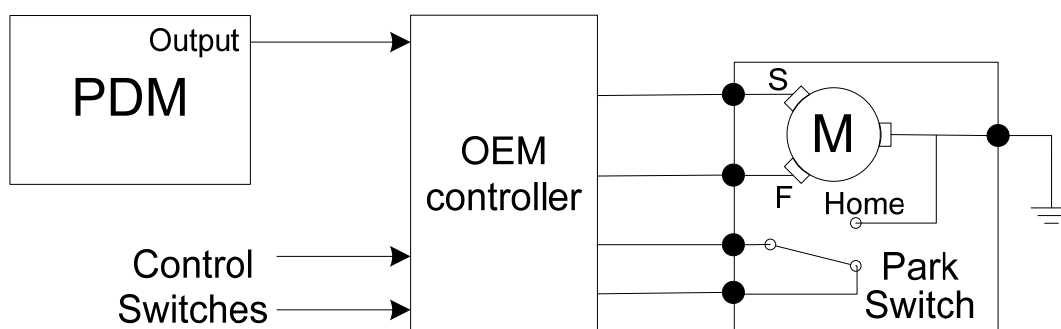 Output
PDM
OEM
controller
Control
Switches
S
M
F
Home
Park
Switch